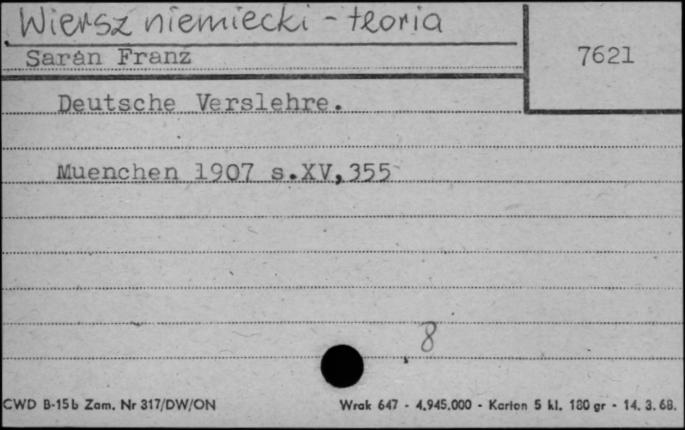 Wiersz niemiecki - teoria
Saran Franz
7621
Deutsche Verslehre.
Muenchen 1907 s.XV,355
8
CWD B-15b Zam. Nr 317/DW/ON
Wrak 647 - 4.945.000 - Karton 5 kl. 180 gr - 14. 3. 68.